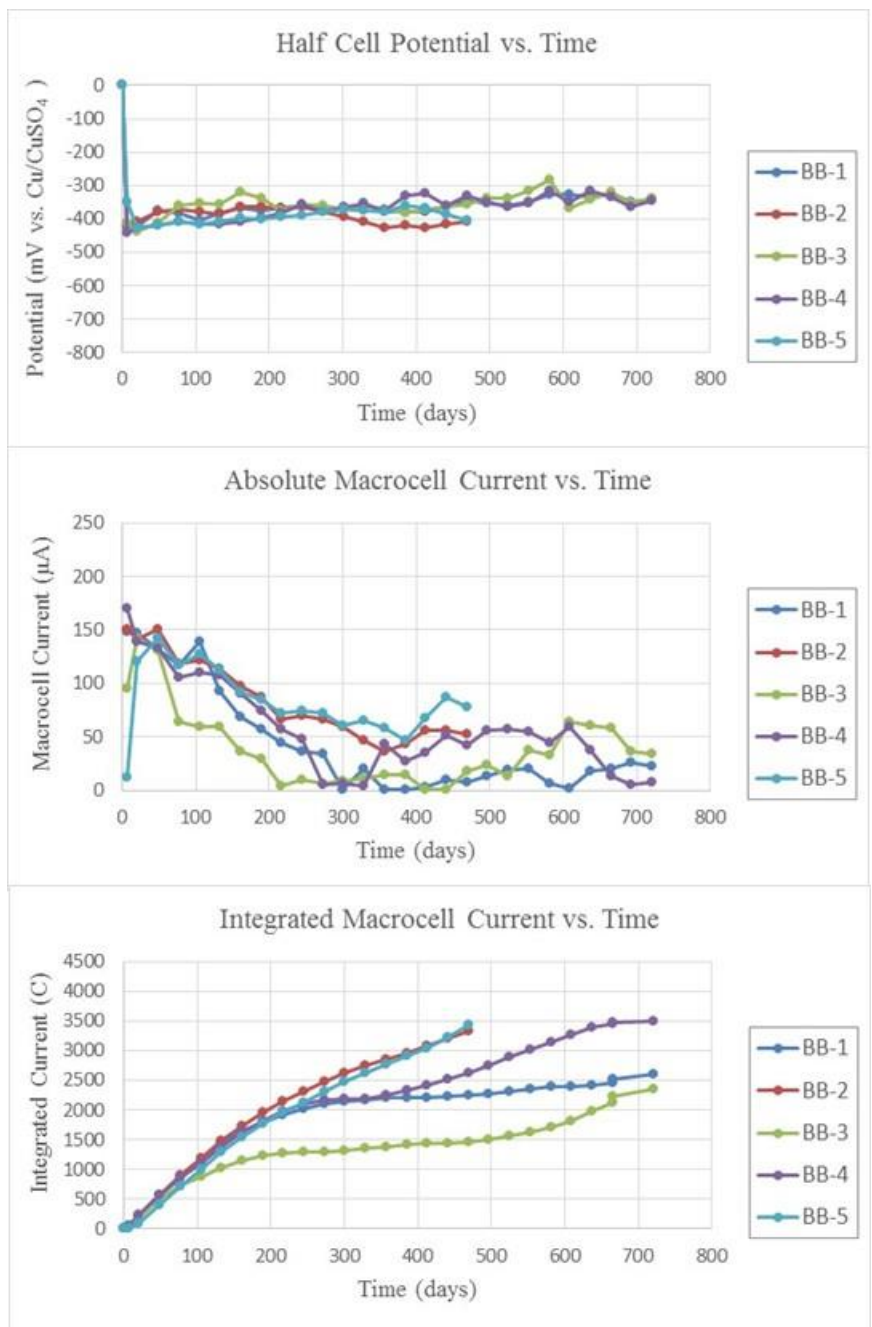 Half Cell Potential vs. Time
Potential (mV vs. Cu/CuSO₄ )
0
-100
-200
-300
-400
-500
-600
-700
-800
0 100 200 300 400 500 600 700 800
Time (days)
BB-1
BB-2
BB-3
BB-4
BB-5
Absolute Macrocell Current vs. Time
Macrocell Current (µA)
250
200
150
100
50
0
0 100 200 300 400 500 600 700 800
Time (days)
BB-1
BB-2
BB-3
BB-4
BB-5
Integrated Macrocell Current vs. Time
Integrated Current (C)
4500
4000
3500
3000
2500
2000
1500
1000
500
0
0 100 200 300 400 500 600 700 800
Time (days)
BB-1
BB-2
BB-3
BB-4
BB-5